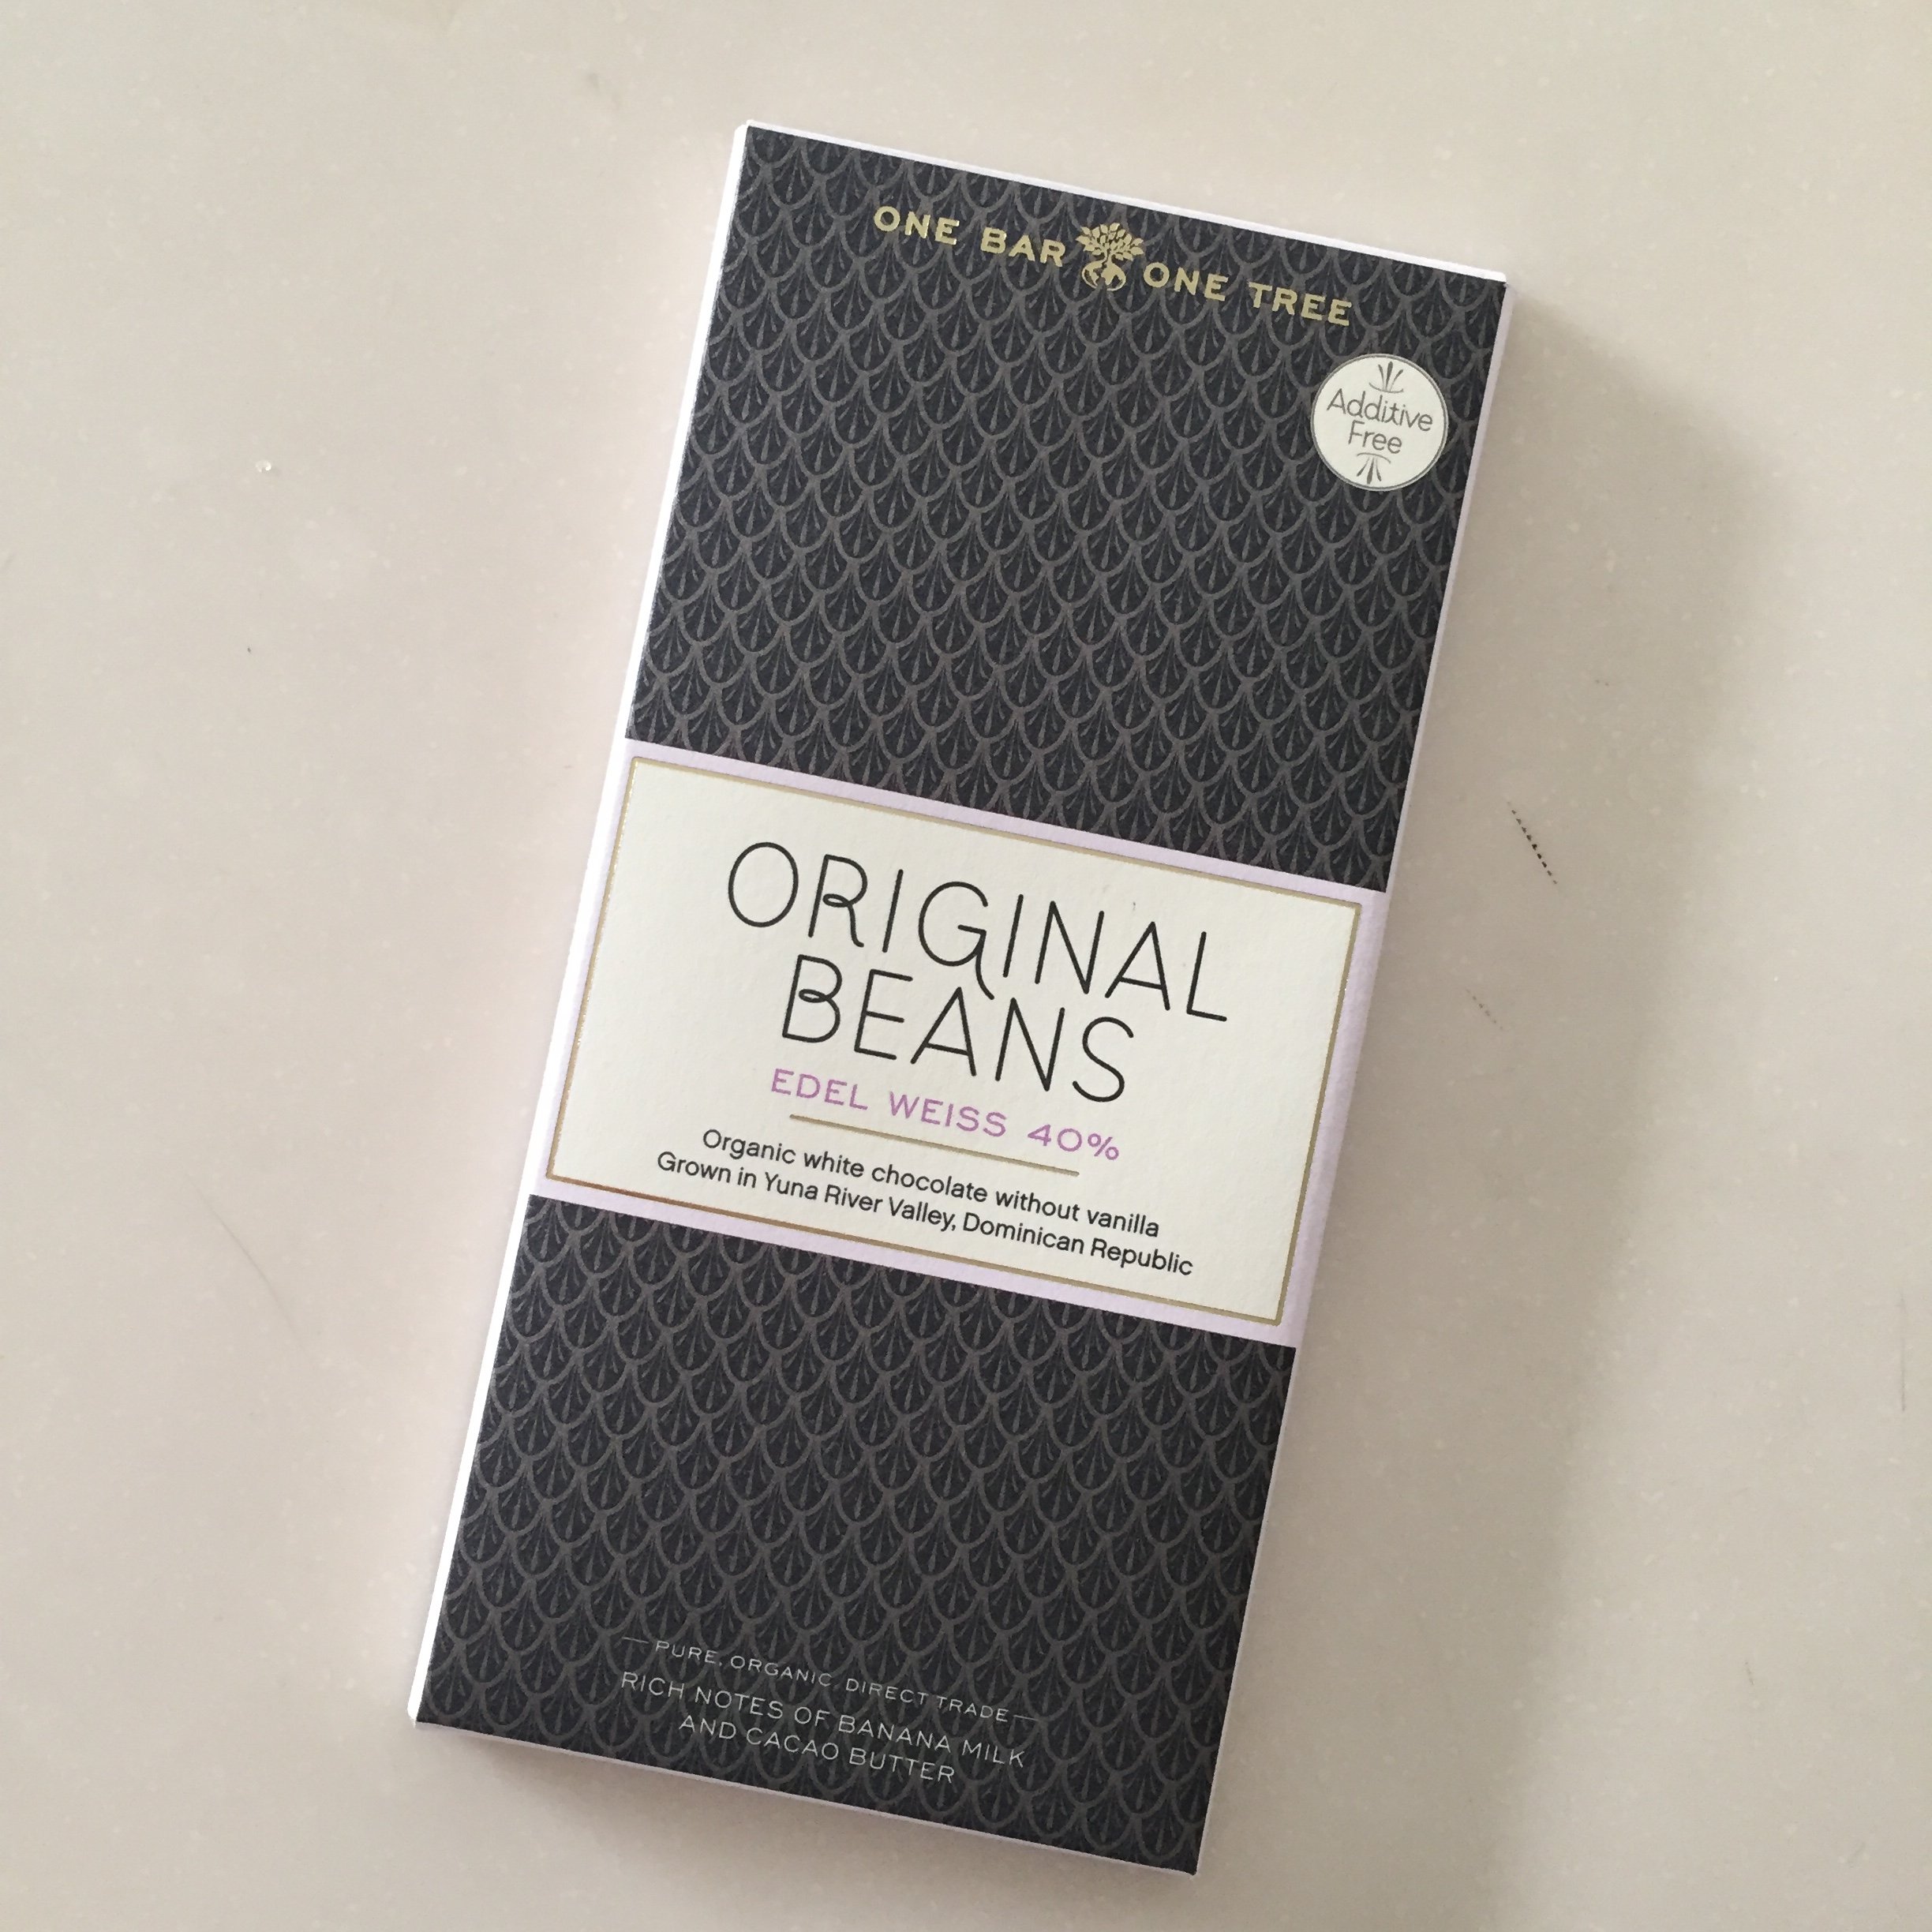 ONE BAR ONE TREE
Additive
Free
ORIGINAL
BEANS
EDEL WEISS 40%
Organic white chocolate without vanilla
Grown in Yuna River Valley, Dominican Republic
PURE, ORGANIC, DIRECT TRADE
RICH NOTES OF BANANA MILK
AND CACAO BUTTER